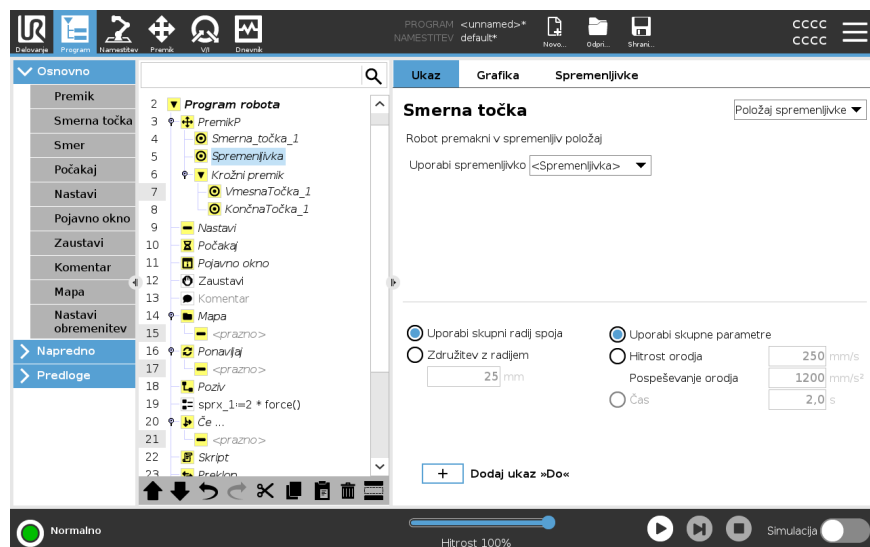 PROGRAM <unnamed>*
NAMESTITEV default*
CCCC
CCCC
Delovanje Program Namestitev Premik V/I Dnevnik Novo... Odpri... Shrani...
Osnovno
Premik
Smerna točka
Smer
Počakaj
Nastavi
Pojavno okno
Zaustavi
Komentar
Mapa
Nastavi
obremenitev
Napredno
Predloge
2 Program robota
3 PremikP
4 Smerna_točka_1
5 Spremenljivka
6 Krožni premik
7 VmesnaTočka_1
8 KončnaTočka_1
9 Nastavi
10 Počakaj
11 Pojavno okno
12 Zaustavi
13 Komentar
14 Mapa
15 <prazno>
16 Ponavljaj
17 <prazno>
18 Poziv
19 sprx_1:=2 * force()
20 Če ...
21 <prazno>
22 Skript
23 Preklop
Ukaz Grafika Spremenljivke
Smerna točka
Položaj spremenljivke
Robot premakni v spremenljiv položaj
Uporabi spremenljivko <Spremenljivka>
Uporabi skupni radij spoja
Združitev z radijem
25 mm
Uporabi skupne parametre
Hitrost orodja 250 mm/s
Pospeševanje orodja 1200 mm/s²
Čas 2,0 s
+ Dodaj ukaz »Do«
Normalno
Hitrost 100%
Simulacija